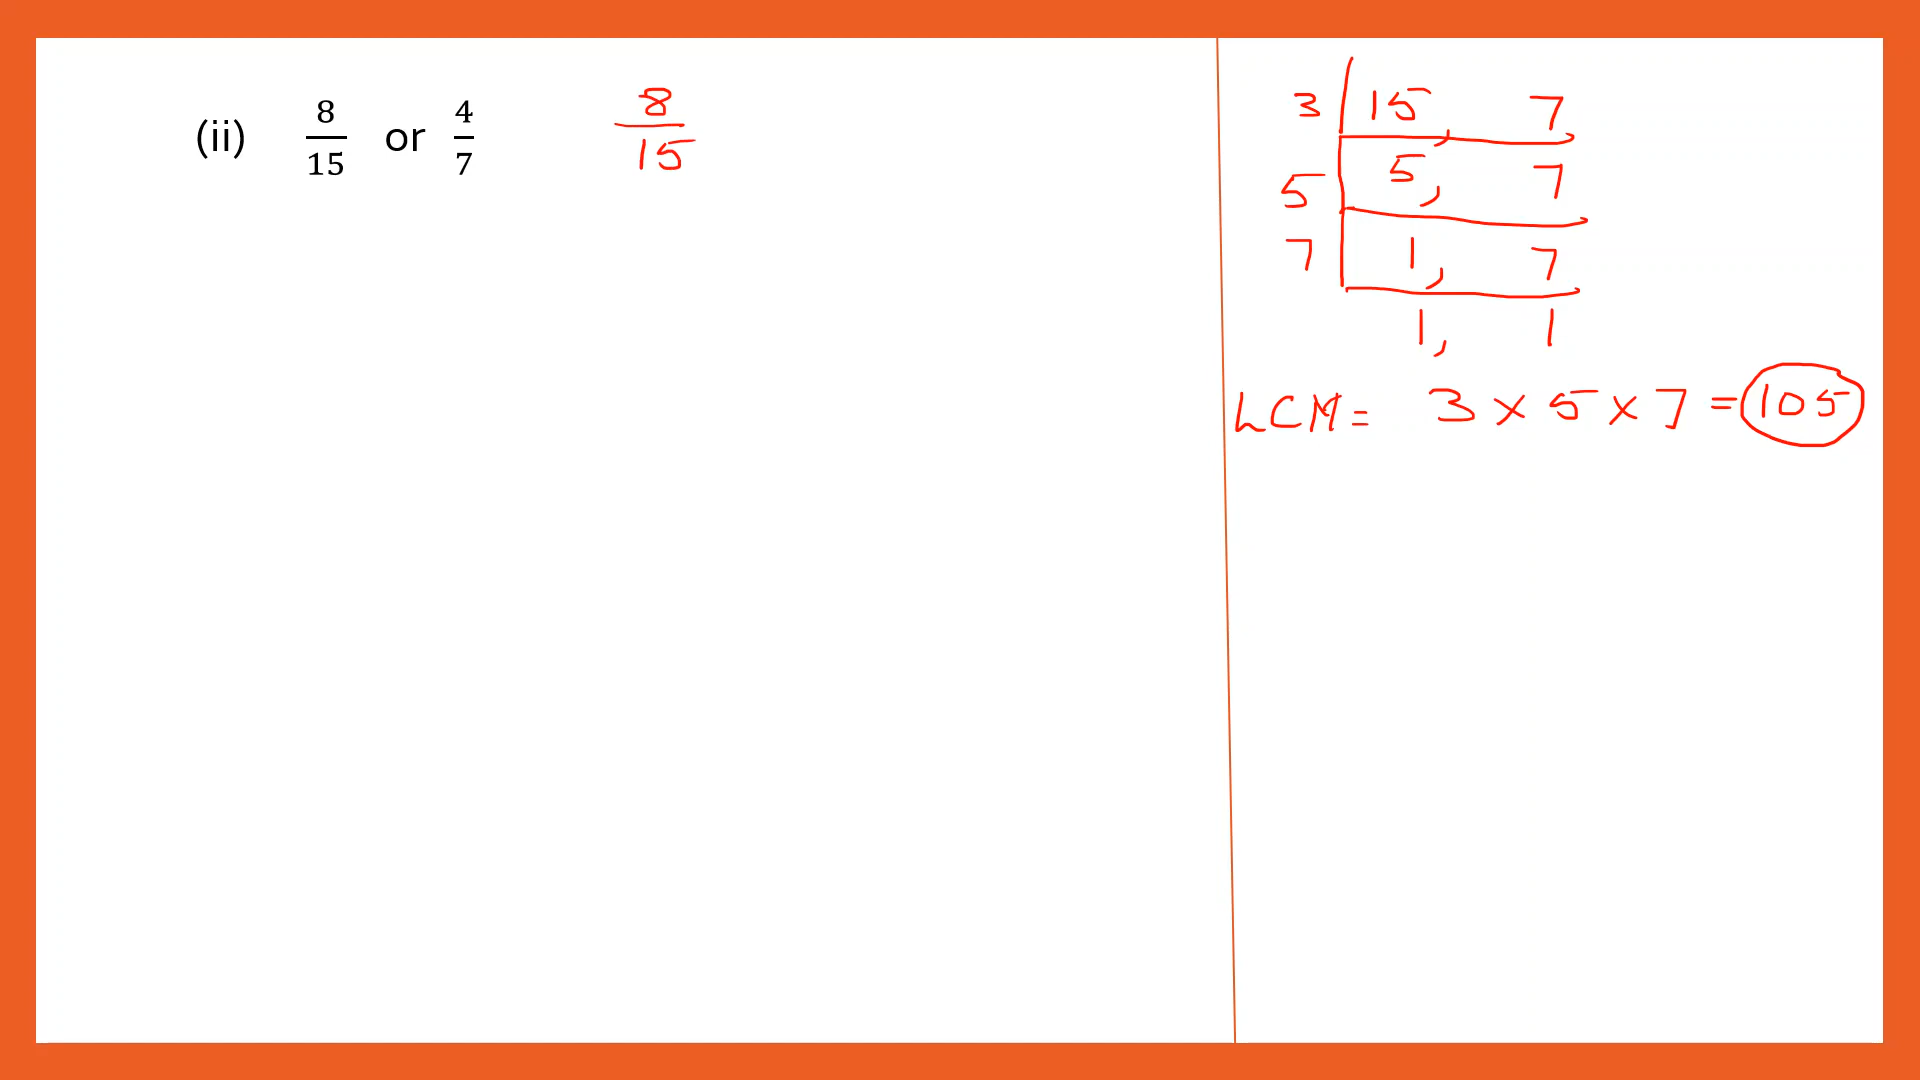 (ii) 8/15 or 4/7 8/15
3 | 15, 7
5 | 5, 7
7 | 1, 7
1, 1
LCM = 3 × 5 × 7 = 105